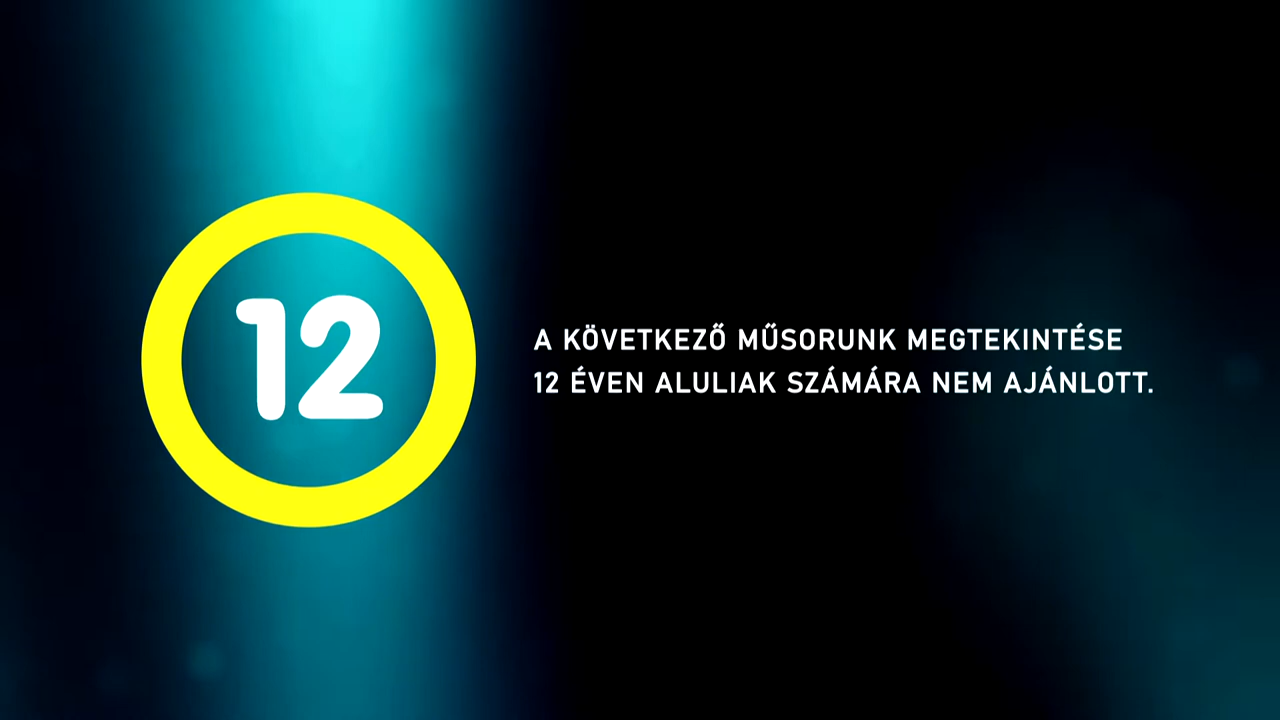 12
A KÖVETKEZŐ MŰSORUNK MEGTEKINTÉSE
12 ÉVEN ALULIAK SZÁMÁRA NEM AJÁNLOTT.